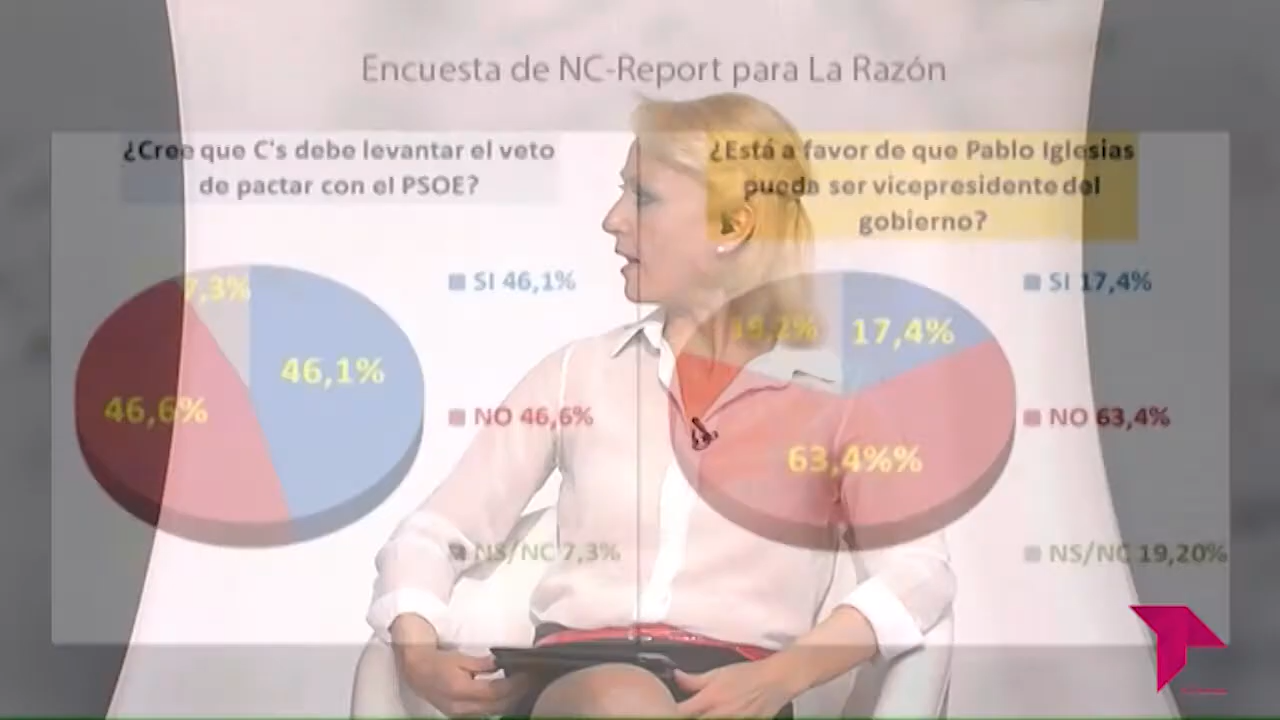 Encuesta de NC-Report para La Razón
¿Cree que C's debe levantar el veto
de pactar con el PSOE?
7,3%
46,1%
46,6%
SI 46,1%
NO 46,6%
NS/NC 7,3%
¿Está a favor de que Pablo Iglesias
pueda ser vicepresidente del
gobierno?
17,4%
63,4%%
SI 17,4%
NO 63,4%
NS/NC 19,20%